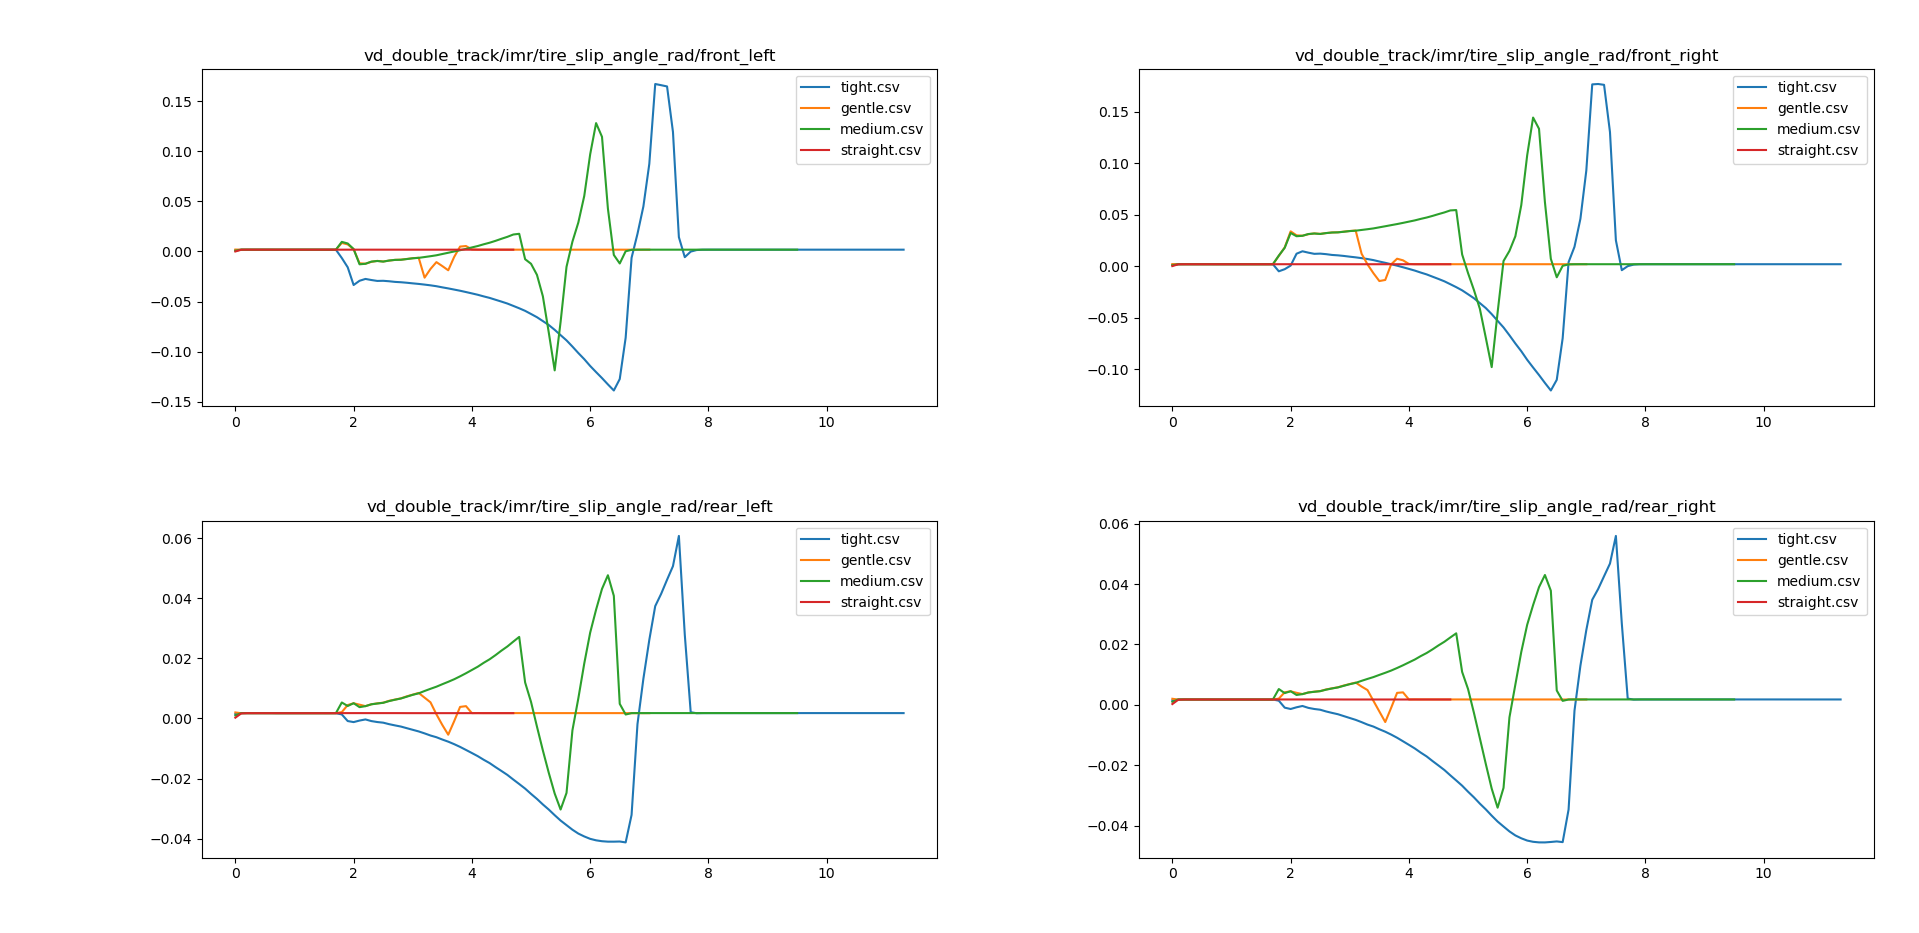 vd_double_track/imr/tire_slip_angle_rad/front_left
tight.csv
gentle.csv
medium.csv
straight.csv
0.15
0.10
0.05
0.00
−0.05
−0.10
−0.15
0 2 4 6 8 10
vd_double_track/imr/tire_slip_angle_rad/front_right
tight.csv
gentle.csv
medium.csv
straight.csv
0.15
0.10
0.05
0.00
−0.05
−0.10
0 2 4 6 8 10
vd_double_track/imr/tire_slip_angle_rad/rear_left
tight.csv
gentle.csv
medium.csv
straight.csv
0.06
0.04
0.02
0.00
−0.02
−0.04
0 2 4 6 8 10
vd_double_track/imr/tire_slip_angle_rad/rear_right
tight.csv
gentle.csv
medium.csv
straight.csv
0.06
0.04
0.02
0.00
−0.02
−0.04
0 2 4 6 8 10